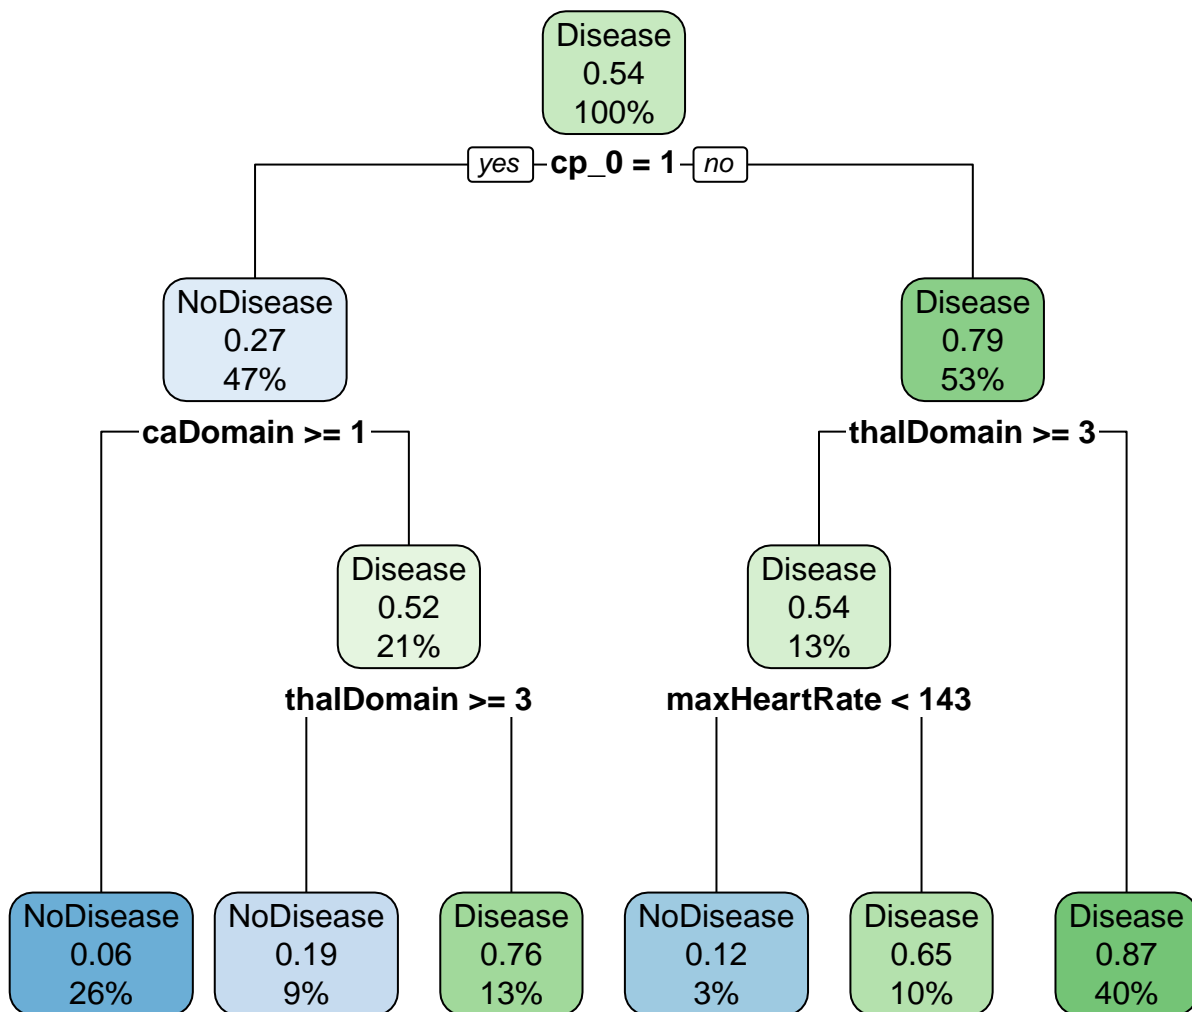 Disease
0.54
100%
yes cp_0 = 1 no
NoDisease
0.27
47%
Disease
0.79
53%
caDomain >= 1
thalDomain >= 3
Disease
0.52
21%
Disease
0.54
13%
thalDomain >= 3
maxHeartRate < 143
NoDisease
0.06
26%
NoDisease
0.19
9%
Disease
0.76
13%
NoDisease
0.12
3%
Disease
0.65
10%
Disease
0.87
40%